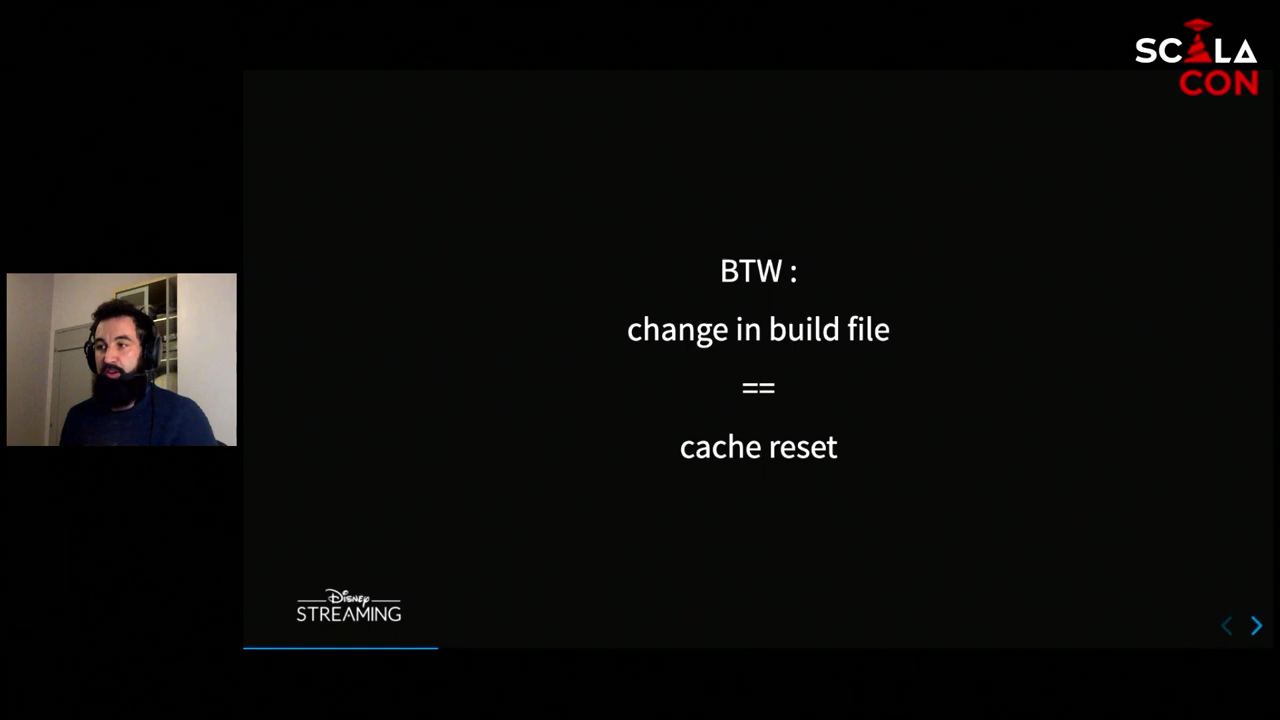 SCALA
CON
BTW :
change in build file
==
cache reset
Disney
STREAMING